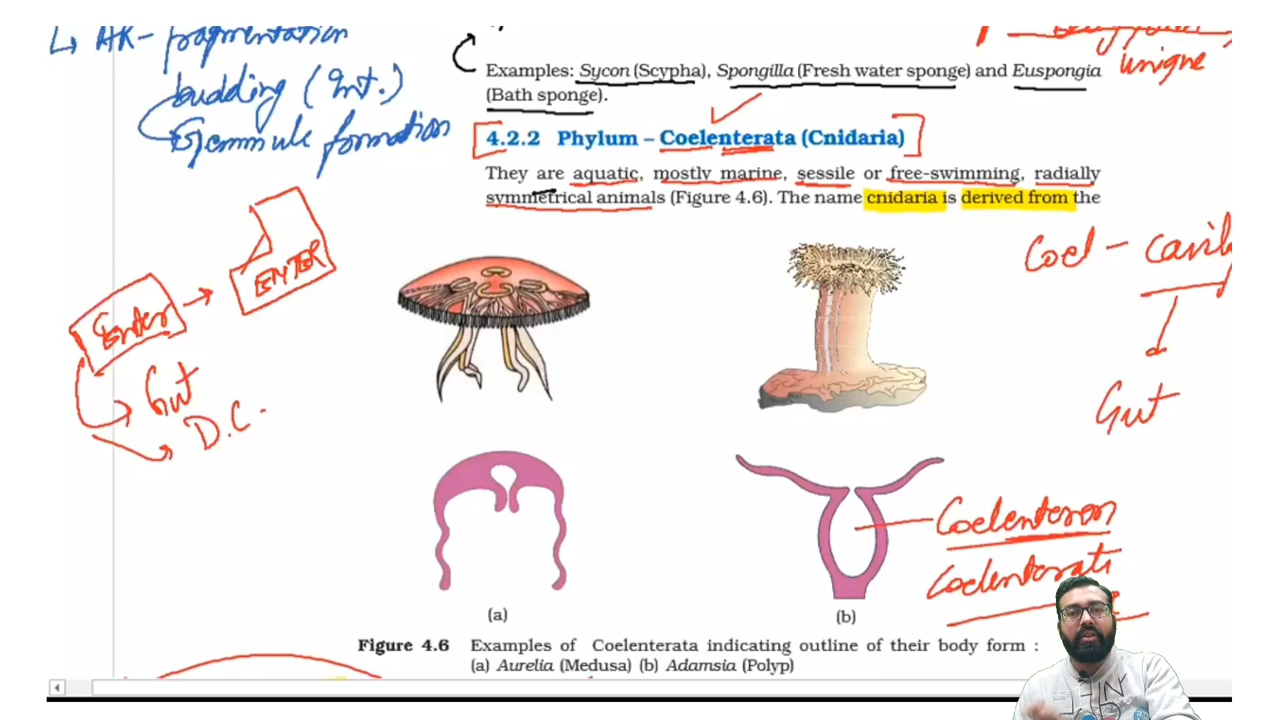 ↳ AR- fragmentation
budding (Int.)
Gemmule formation
unique
Examples: Sycon (Scypha), Spongilla (Fresh water sponge) and Euspongia
(Bath sponge).
4.2.2 Phylum – Coelenterata (Cnidaria)
They are aquatic, mostly marine, sessile or free-swimming, radially
symmetrical animals (Figure 4.6). The name cnidaria is derived from the
Enter → ENTER
Gut
D.C.
Coel - cavity
Gut
Coelenteron
Coelenterata
(a)
(b)
Figure 4.6 Examples of Coelenterata indicating outline of their body form :
(a) Aurelia (Medusa) (b) Adamsia (Polyp)